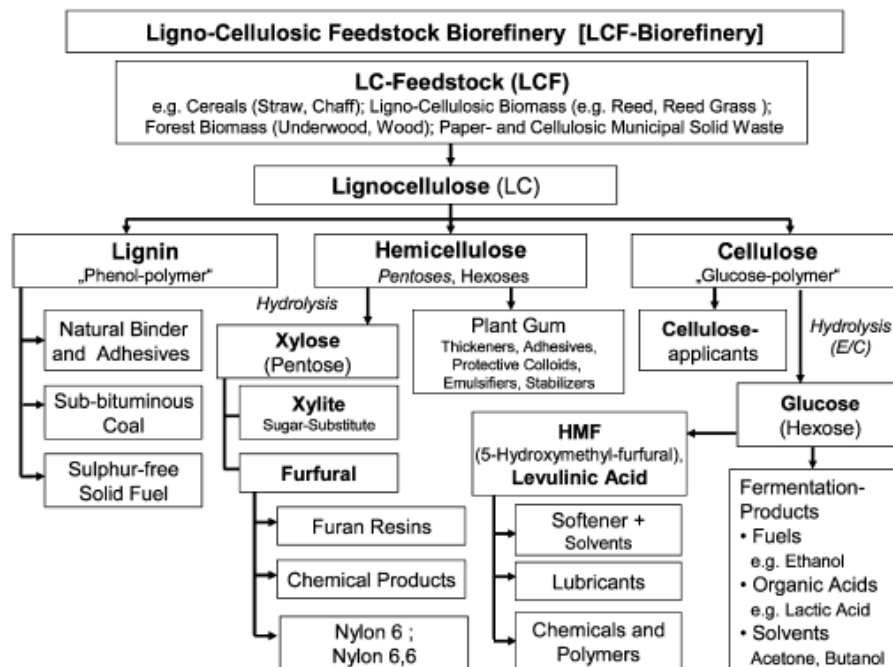 Ligno-Cellulosic Feedstock Biorefinery [LCF-Biorefinery]
LC-Feedstock (LCF)
e.g. Cereals (Straw, Chaff); Ligno-Cellulosic Biomass (e.g. Reed, Reed Grass );
Forest Biomass (Underwood, Wood); Paper- and Cellulosic Municipal Solid Waste
Lignocellulose (LC)
Lignin
„Phenol-polymer“
Natural Binder
and Adhesives
Sub-bituminous
Coal
Sulphur-free
Solid Fuel
Hemicellulose
Pentoses, Hexoses
Hydrolysis
Xylose
(Pentose)
Xylite
Sugar-Substitute
Furfural
Furan Resins
Chemical Products
Nylon 6 ;
Nylon 6,6
Plant Gum
Thickeners, Adhesives,
Protective Colloids,
Emulsifiers, Stabilizers
Cellulose
„Glucose-polymer“
Cellulose-
applicants
Hydrolysis
(E/C)
Glucose
(Hexose)
HMF
(5-Hydroxymethyl-furfural),
Levulinic Acid
Softener +
Solvents
Lubricants
Chemicals and
Polymers
Fermentation-
Products
• Fuels
e.g. Ethanol
• Organic Acids
e.g. Lactic Acid
• Solvents
Acetone, Butanol